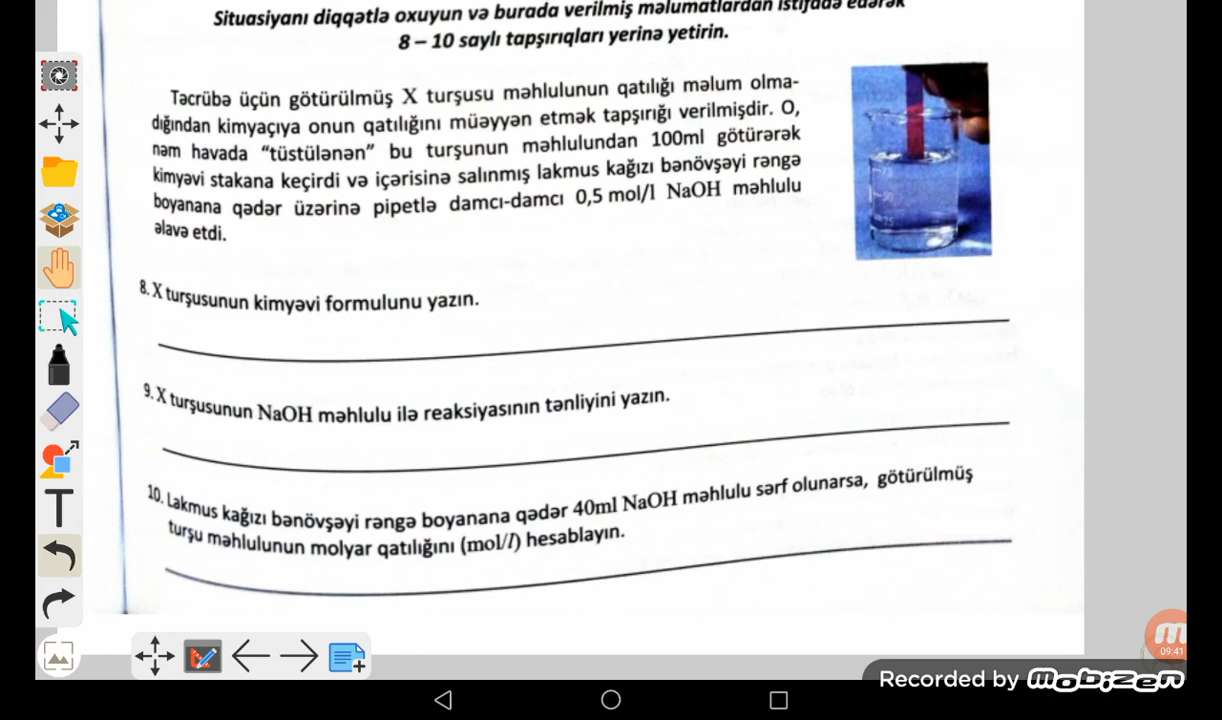 Situasiyanı diqqətlə oxuyun və burada verilmiş məlumatlardan istifadə edərək
8 – 10 saylı tapşırıqları yerinə yetirin.
Təcrübə üçün götürülmüş X turşusu məhlulunun qatılığı məlum olma-
dığından kimyaçıya onun qatılığını müəyyən etmək tapşırığı verilmişdir. O,
nəm havada “tüstülənən” bu turşunun məhlulundan 100ml götürərək
kimyəvi stakana keçirdi və içərisinə salınmış lakmus kağızı bənövşəyi rəngə
boyanana qədər üzərinə pipetlə damcı-damcı 0,5 mol/l NaOH məhlulu
əlavə etdi.
8. X turşusunun kimyəvi formulunu yazın.
9. X turşusunun NaOH məhlulu ilə reaksiyasının tənliyini yazın.
10. Lakmus kağızı bənövşəyi rəngə boyanana qədər 40ml NaOH məhlulu sərf olunarsa, götürülmüş
turşu məhlulunun molyar qatılığını (mol/l) hesablayın.
T
09:41
Recorded by mobizen